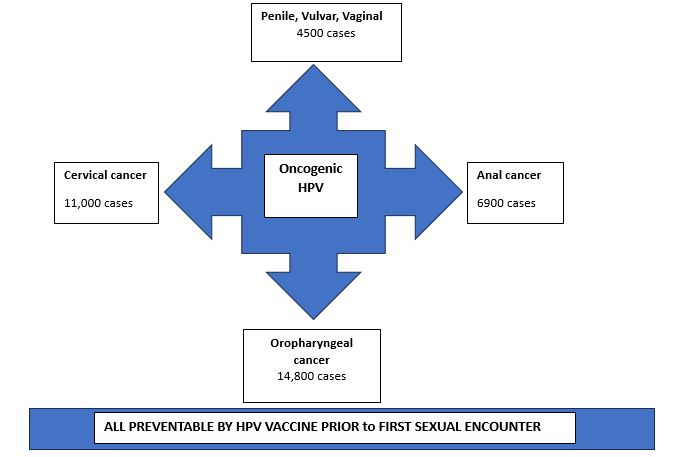 Penile, Vulvar, Vaginal
4500 cases
Cervical cancer
11,000 cases
Oncogenic
HPV
Anal cancer
6900 cases
Oropharyngeal
cancer
14,800 cases
ALL PREVENTABLE BY HPV VACCINE PRIOR to FIRST SEXUAL ENCOUNTER